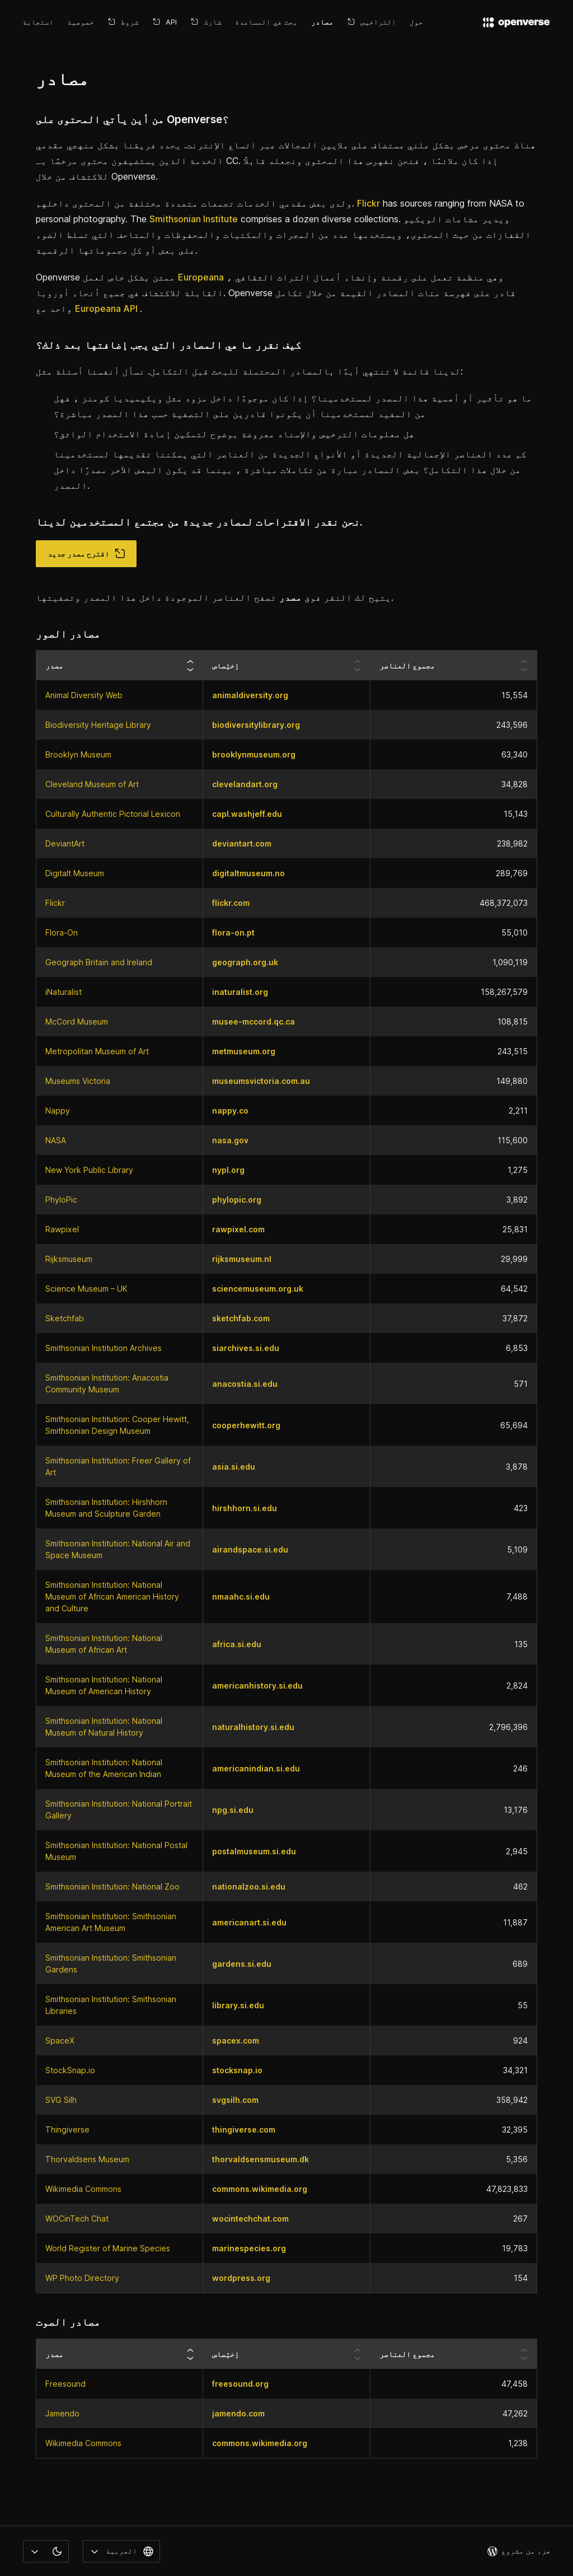 استجابة
خصوصية
شروط
API
شارك
بحث في المساعدة
مصادر
التراخيص
حول
openverse
مصادر
من أين يأتي المحتوى على Openverse؟
هناك محتوى مرخص بشكل علني مستضاف على ملايين المجالات عبر اتساع الإنترنت. يحدد فريقنا بشكل منهجي مقدمي
الخدمة الذين يستضيفون محتوى مرخصًا بـ CC. إذا كان ملائمًا ، فنحن نفهرس هذا المحتوى ونجعله قابلاً
للاكتشاف من خلال Openverse.
ولدى بعض مقدمي الخدمات تجمعات متعددة مختلفة من المحتوى داخلهم. Flickr has sources ranging from NASA to
personal photography. The Smithsonian Institute comprises a dozen diverse collections. ويدير مشاعات الويكيو
القفازات من حيث المحتوى، ويستخدمها عدد من المجرات والمكتبات والمحفوظات والمتاحف التي تسلط الضوء
على بعض أو كل مجموعاتها الرقمية.
Openverse ممتن بشكل خاص لعمل Europeana ، وهي منظمة تعمل على رقمنة وإنشاء أعمال التراث الثقافي
القابلة للاكتشاف في جميع أنحاء أوروبا. Openverse قادر على فهرسة مئات المصادر القيمة من خلال تكامل
واحد مع Europeana API .
كيف نقرر ما هي المصادر التي يجب إضافتها بعد ذلك؟
لدينا قائمة لا تنتهي أبدًا بالمصادر المحتملة للبحث قبل التكامل. نسأل أنفسنا أسئلة مثل:
ما هو تأثير أو أهمية هذا المصدر لمستخدمينا؟ إذا كان موجودًا داخل مزود مثل ويكيميديا كومنز ، فهل
من المفيد لمستخدمينا أن يكونوا قادرين على التصفية حسب هذا المصدر مباشرة؟
هل معلومات الترخيص والإسناد معروضة بوضوح لتمكين إعادة الاستخدام الواثق؟
كم عدد العناصر الإجمالية الجديدة أو الأنواع الجديدة من العناصر التي يمكننا تقديمها لمستخدمينا
من خلال هذا التكامل؟ بعض المصادر عبارة عن تكاملات مباشرة ، بينما قد يكون البعض الآخر مصدرًا داخل
المصدر.
نحن نقدر الاقتراحات لمصادر جديدة من مجتمع المستخدمين لدينا.
اقترح مصدر جديد
يتيح لك النقر فوق مصدر تصفح العناصر الموجودة داخل هذا المصدر وتصفيتها.
مصادر الصور
مصدر إختِصاص مجموع العناصر
Animal Diversity Web animaldiversity.org 15,554
Biodiversity Heritage Library biodiversitylibrary.org 243,596
Brooklyn Museum brooklynmuseum.org 63,340
Cleveland Museum of Art clevelandart.org 34,828
Culturally Authentic Pictorial Lexicon capl.washjeff.edu 15,143
DeviantArt deviantart.com 238,982
Digitalt Museum digitaltmuseum.no 289,769
Flickr flickr.com 468,372,073
Flora-On flora-on.pt 55,010
Geograph Britain and Ireland geograph.org.uk 1,090,119
iNaturalist inaturalist.org 158,267,579
McCord Museum musee-mccord.qc.ca 108,815
Metropolitan Museum of Art metmuseum.org 243,515
Museums Victoria museumsvictoria.com.au 149,880
Nappy nappy.co 2,211
NASA nasa.gov 115,600
New York Public Library nypl.org 1,275
PhyloPic phylopic.org 3,892
Rawpixel rawpixel.com 25,831
Rijksmuseum rijksmuseum.nl 29,999
Science Museum – UK sciencemuseum.org.uk 64,542
Sketchfab sketchfab.com 37,872
Smithsonian Institution Archives siarchives.si.edu 6,853
Smithsonian Institution: Anacostia
Community Museum anacostia.si.edu 571
Smithsonian Institution: Cooper Hewitt,
Smithsonian Design Museum cooperhewitt.org 65,694
Smithsonian Institution: Freer Gallery of
Art asia.si.edu 3,878
Smithsonian Institution: Hirshhorn
Museum and Sculpture Garden hirshhorn.si.edu 423
Smithsonian Institution: National Air and
Space Museum airandspace.si.edu 5,109
Smithsonian Institution: National
Museum of African American History
and Culture nmaahc.si.edu 7,488
Smithsonian Institution: National
Museum of African Art africa.si.edu 135
Smithsonian Institution: National
Museum of American History americanhistory.si.edu 2,824
Smithsonian Institution: National
Museum of Natural History naturalhistory.si.edu 2,796,396
Smithsonian Institution: National
Museum of the American Indian americanindian.si.edu 246
Smithsonian Institution: National Portrait
Gallery npg.si.edu 13,176
Smithsonian Institution: National Postal
Museum postalmuseum.si.edu 2,945
Smithsonian Institution: National Zoo nationalzoo.si.edu 462
Smithsonian Institution: Smithsonian
American Art Museum americanart.si.edu 11,887
Smithsonian Institution: Smithsonian
Gardens gardens.si.edu 689
Smithsonian Institution: Smithsonian
Libraries library.si.edu 55
SpaceX spacex.com 924
StockSnap.io stocksnap.io 34,321
SVG Silh svgsilh.com 358,942
Thingiverse thingiverse.com 32,395
Thorvaldsens Museum thorvaldsensmuseum.dk 5,356
Wikimedia Commons commons.wikimedia.org 47,823,833
WOCinTech Chat wocintechchat.com 267
World Register of Marine Species marinespecies.org 19,783
WP Photo Directory wordpress.org 154
مصادر الصوت
مصدر إختِصاص مجموع العناصر
Freesound freesound.org 47,458
Jamendo jamendo.com 47,262
Wikimedia Commons commons.wikimedia.org 1,238
العربية
جزء من مشروع